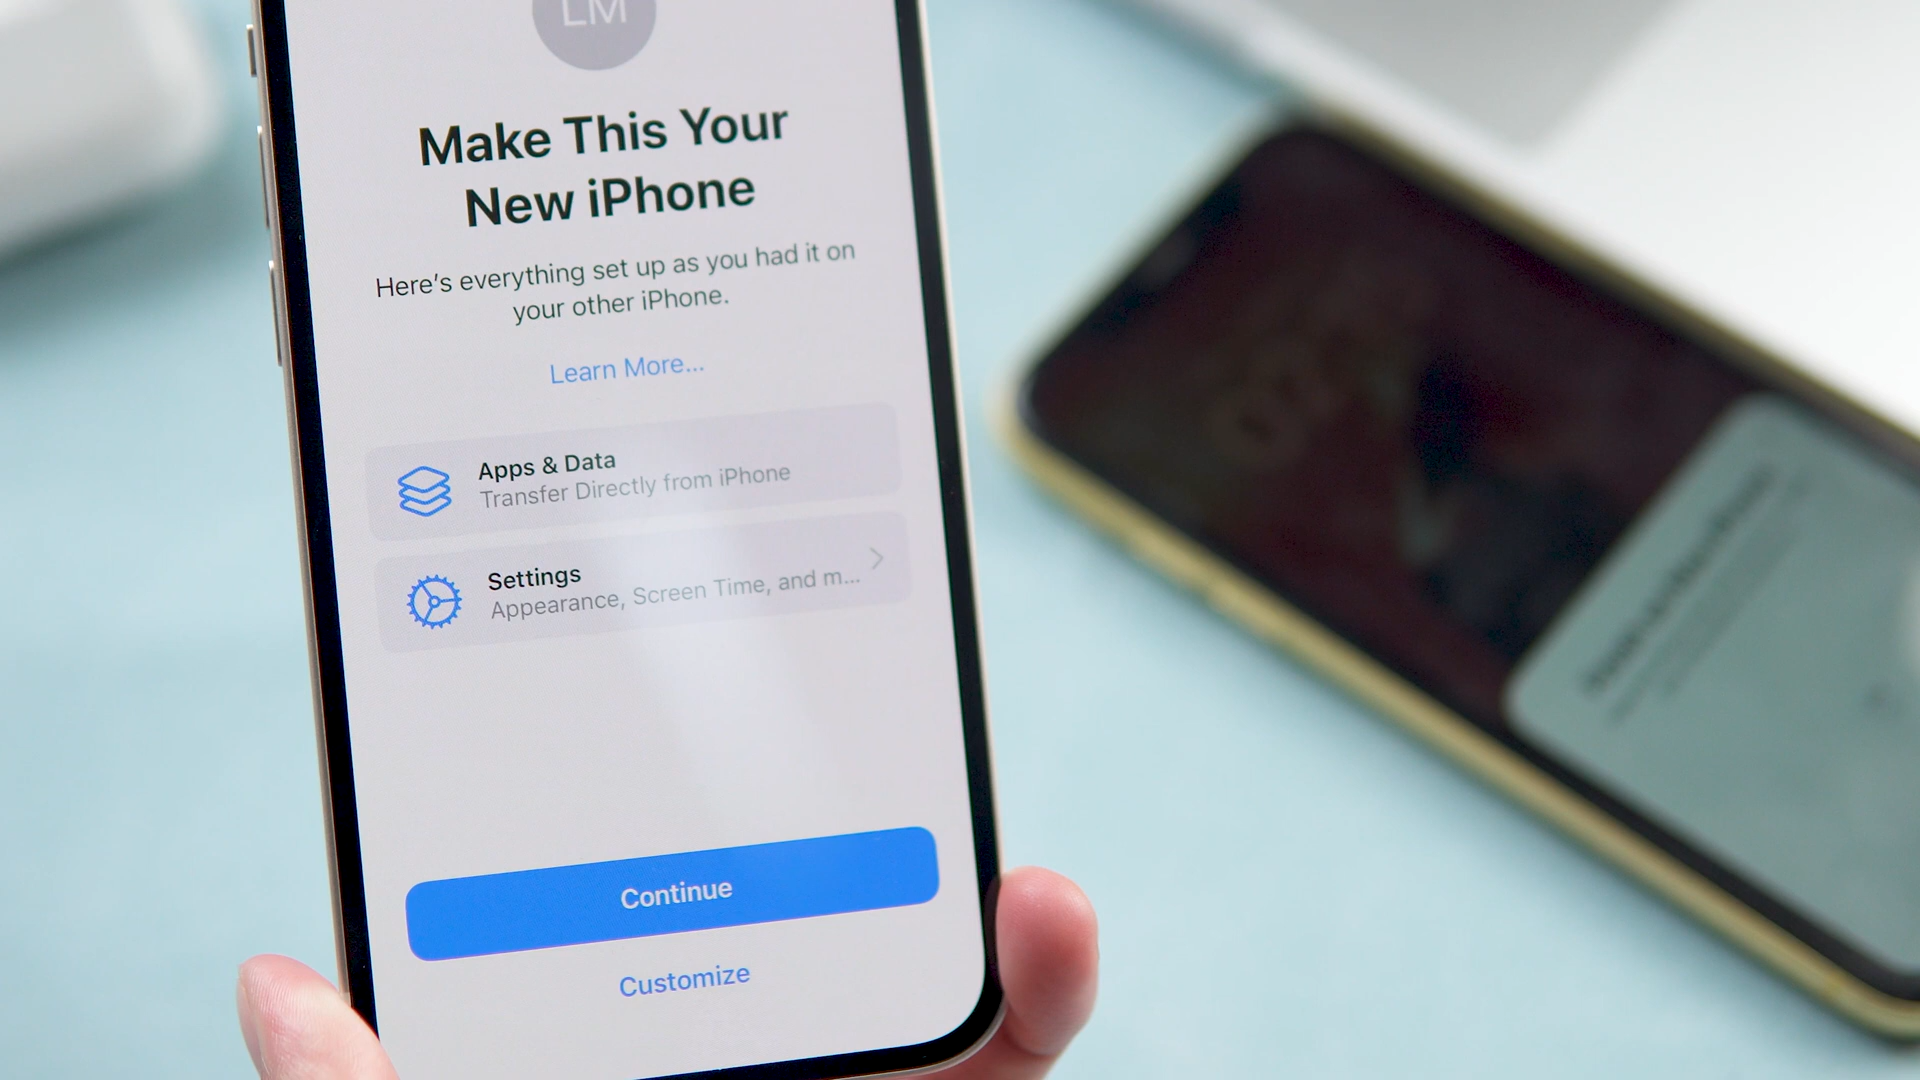 LM
Make This Your
New iPhone
Here's everything set up as you had it on
your other iPhone.
Learn More...
Apps & Data
Transfer Directly from iPhone
Settings
Appearance, Screen Time, and m...
Continue
Customize